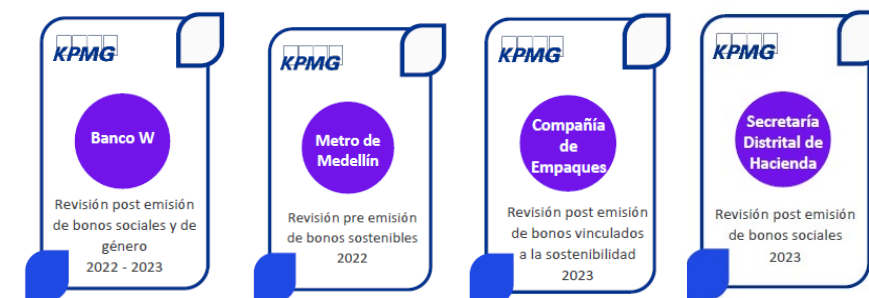 KPMG
Banco W
Revisión post emisión
de bonos sociales y de
género
2022 - 2023
KPMG
Metro de
Medellín
Revisión pre emisión
de bonos sostenibles
2022
KPMG
Compañía
de
Empaques
Revisión post emisión
de bonos vinculados
a la sostenibilidad
2023
KPMG
Secretaría
Distrital de
Hacienda
Revisión post emisión
de bonos sociales
2023